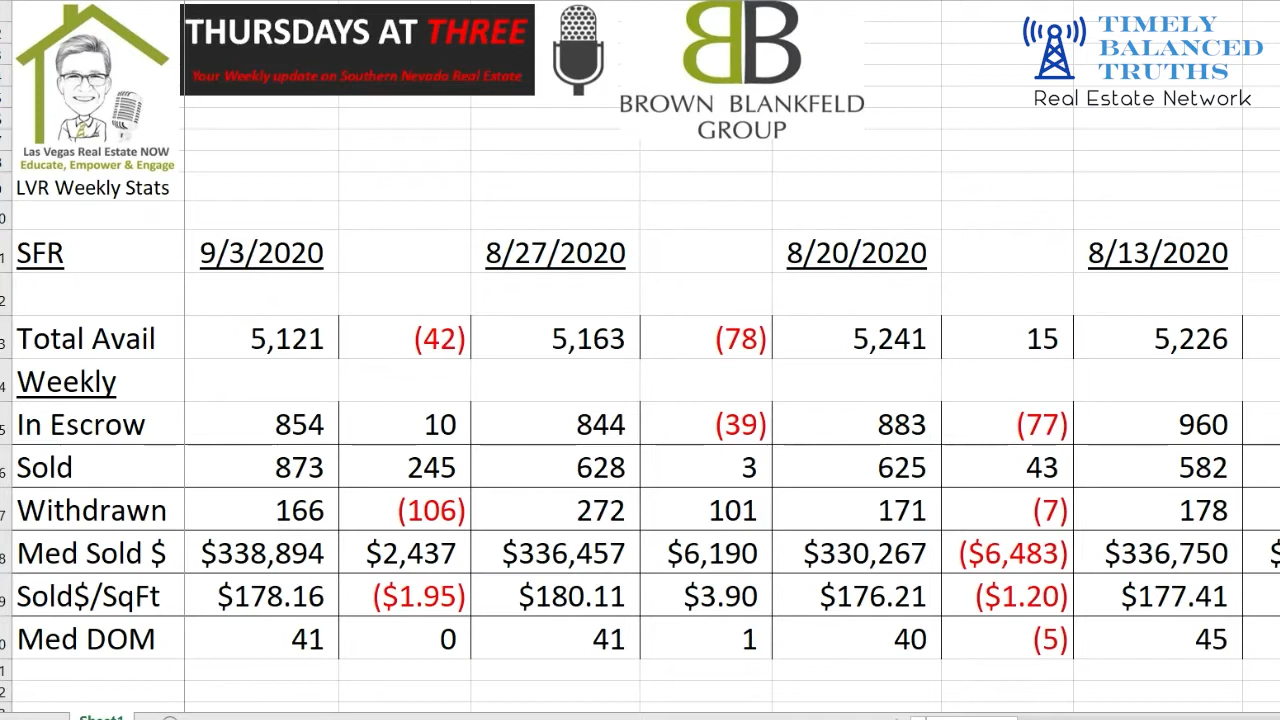 THURSDAYS AT THREE
Your Weekly update on Southern Nevada Real Estate
BB
BROWN BLANKFELD
GROUP
TIMELY
BALANCED
TRUTHS
Real Estate Network
Las Vegas Real Estate NOW
Educate, Empower & Engage
LVR Weekly Stats
SFR 9/3/2020 8/27/2020 8/20/2020 8/13/2020
Total Avail 5,121 (42) 5,163 (78) 5,241 15 5,226
Weekly
In Escrow 854 10 844 (39) 883 (77) 960
Sold 873 245 628 3 625 43 582
Withdrawn 166 (106) 272 101 171 (7) 178
Med Sold $ $338,894 $2,437 $336,457 $6,190 $330,267 ($6,483) $336,750 $
Sold$/SqFt $178.16 ($1.95) $180.11 $3.90 $176.21 ($1.20) $177.41
Med DOM 41 0 41 1 40 (5) 45
Sheet1